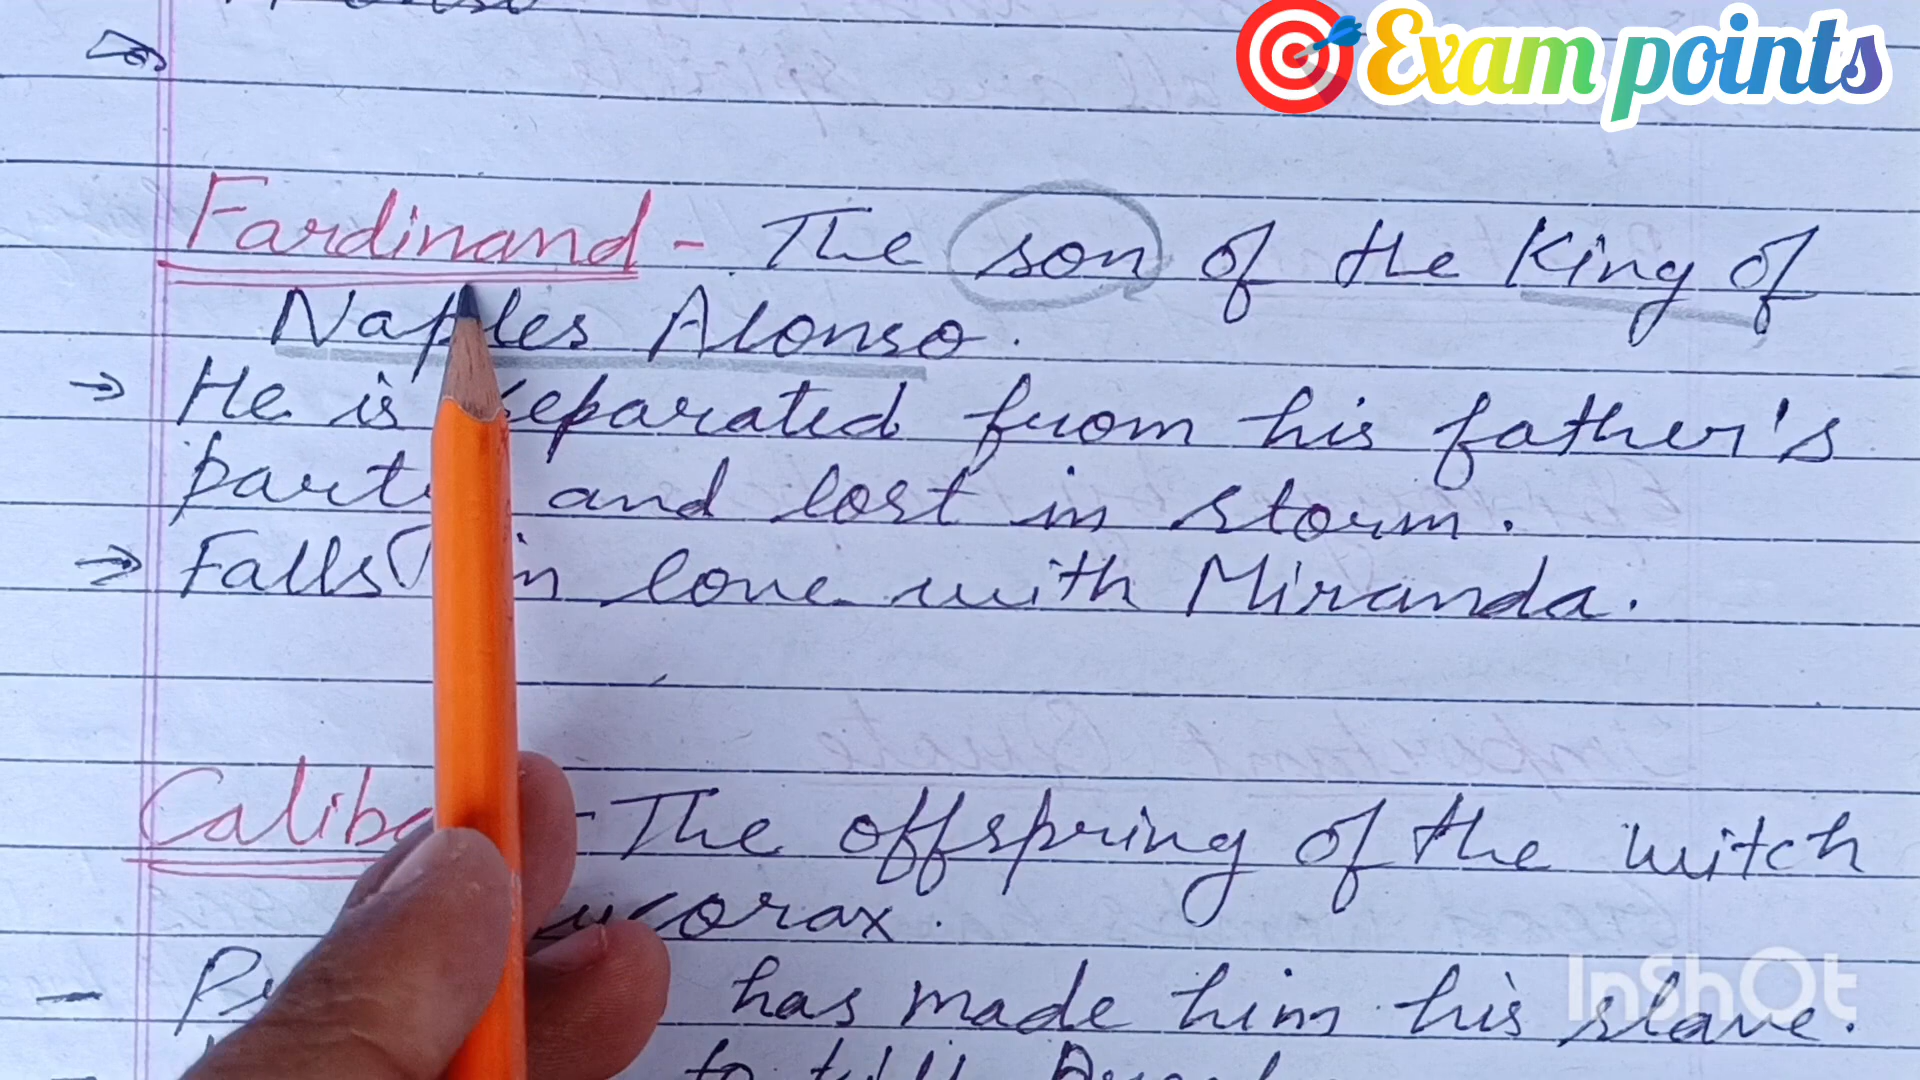 Exam points
Fardinand - The son of the King of
Naples Alonso.
→ He is separated from his father's
party and lost in storm.
→ Falls in love with Miranda.
- The offspring of the witch
- has made him his slave.
to till
InShOt